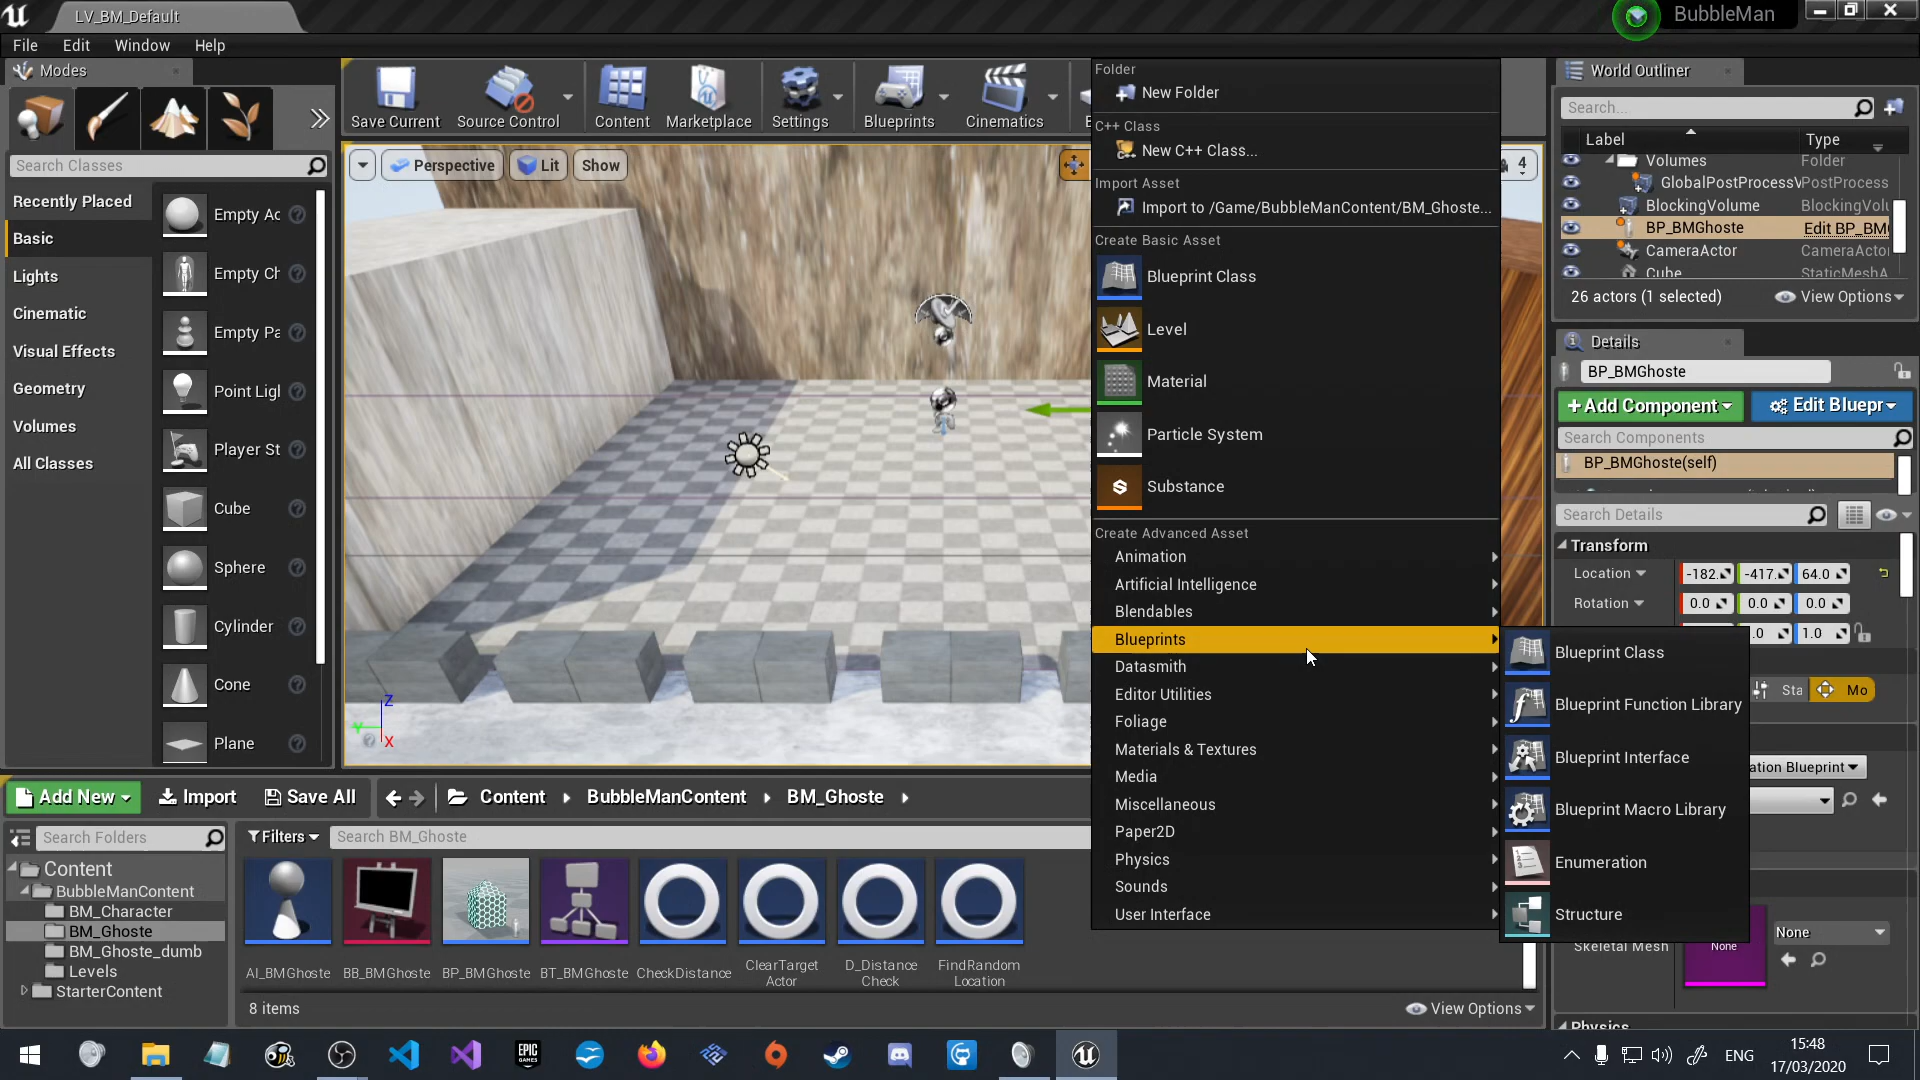 LV_BM_Default
BubbleMan
File Edit Window Help
Modes
Search Classes
Recently Placed
Basic
Lights
Cinematic
Visual Effects
Geometry
Volumes
All Classes
Empty Ac
Empty Ch
Empty Pa
Point Ligl
Player St
Cube
Sphere
Cylinder
Cone
Plane
Save Current Source Control Content Marketplace Settings Blueprints Cinematics
Perspective Lit Show
4
Z
Y
X
Folder
New Folder
C++ Class
New C++ Class...
Import Asset
Import to /Game/BubbleManContent/BM_Ghoste...
Create Basic Asset
Blueprint Class
Level
Material
Particle System
Substance
Create Advanced Asset
Animation
Artificial Intelligence
Blendables
Blueprints
Datasmith
Editor Utilities
Foliage
Materials & Textures
Media
Miscellaneous
Paper2D
Physics
Sounds
User Interface
Blueprint Class
Blueprint Function Library
Blueprint Interface
Blueprint Macro Library
Enumeration
Structure
World Outliner
Search...
Label Type
Volumes Folder
GlobalPostProcessV PostProcess
BlockingVolume BlockingVolu
BP_BMGhoste Edit BP_BM
CameraActor CameraActo
Cube StaticMeshA
26 actors (1 selected) View Options
Details
BP_BMGhoste
+Add Component Edit Bluepr
Search Components
BP_BMGhoste(self)
Search Details
Transform
Location -182. -417. 64.0
Rotation 0.0 0.0 0.0
.0 1.0
Sta Mo
ation Blueprint
Skeletal Mesh
None
None
Physics
Add New Import Save All Content BubbleManContent BM_Ghoste
Search Folders
Filters Search BM_Ghoste
Content
BubbleManContent
BM_Character
BM_Ghoste
BM_Ghoste_dumb
Levels
StarterContent
AI_BMGhoste
BB_BMGhoste
BP_BMGhoste
BT_BMGhoste
CheckDistance
ClearTarget
Actor
D_Distance
Check
FindRandom
Location
8 items
View Options
EPIC
GAMES
ENG
15:48
17/03/2020